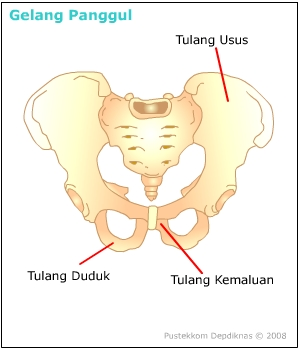 Gelang Panggul
Tulang Usus
Tulang Duduk
Tulang Kemaluan
Pustekkom Depdiknas © 2008